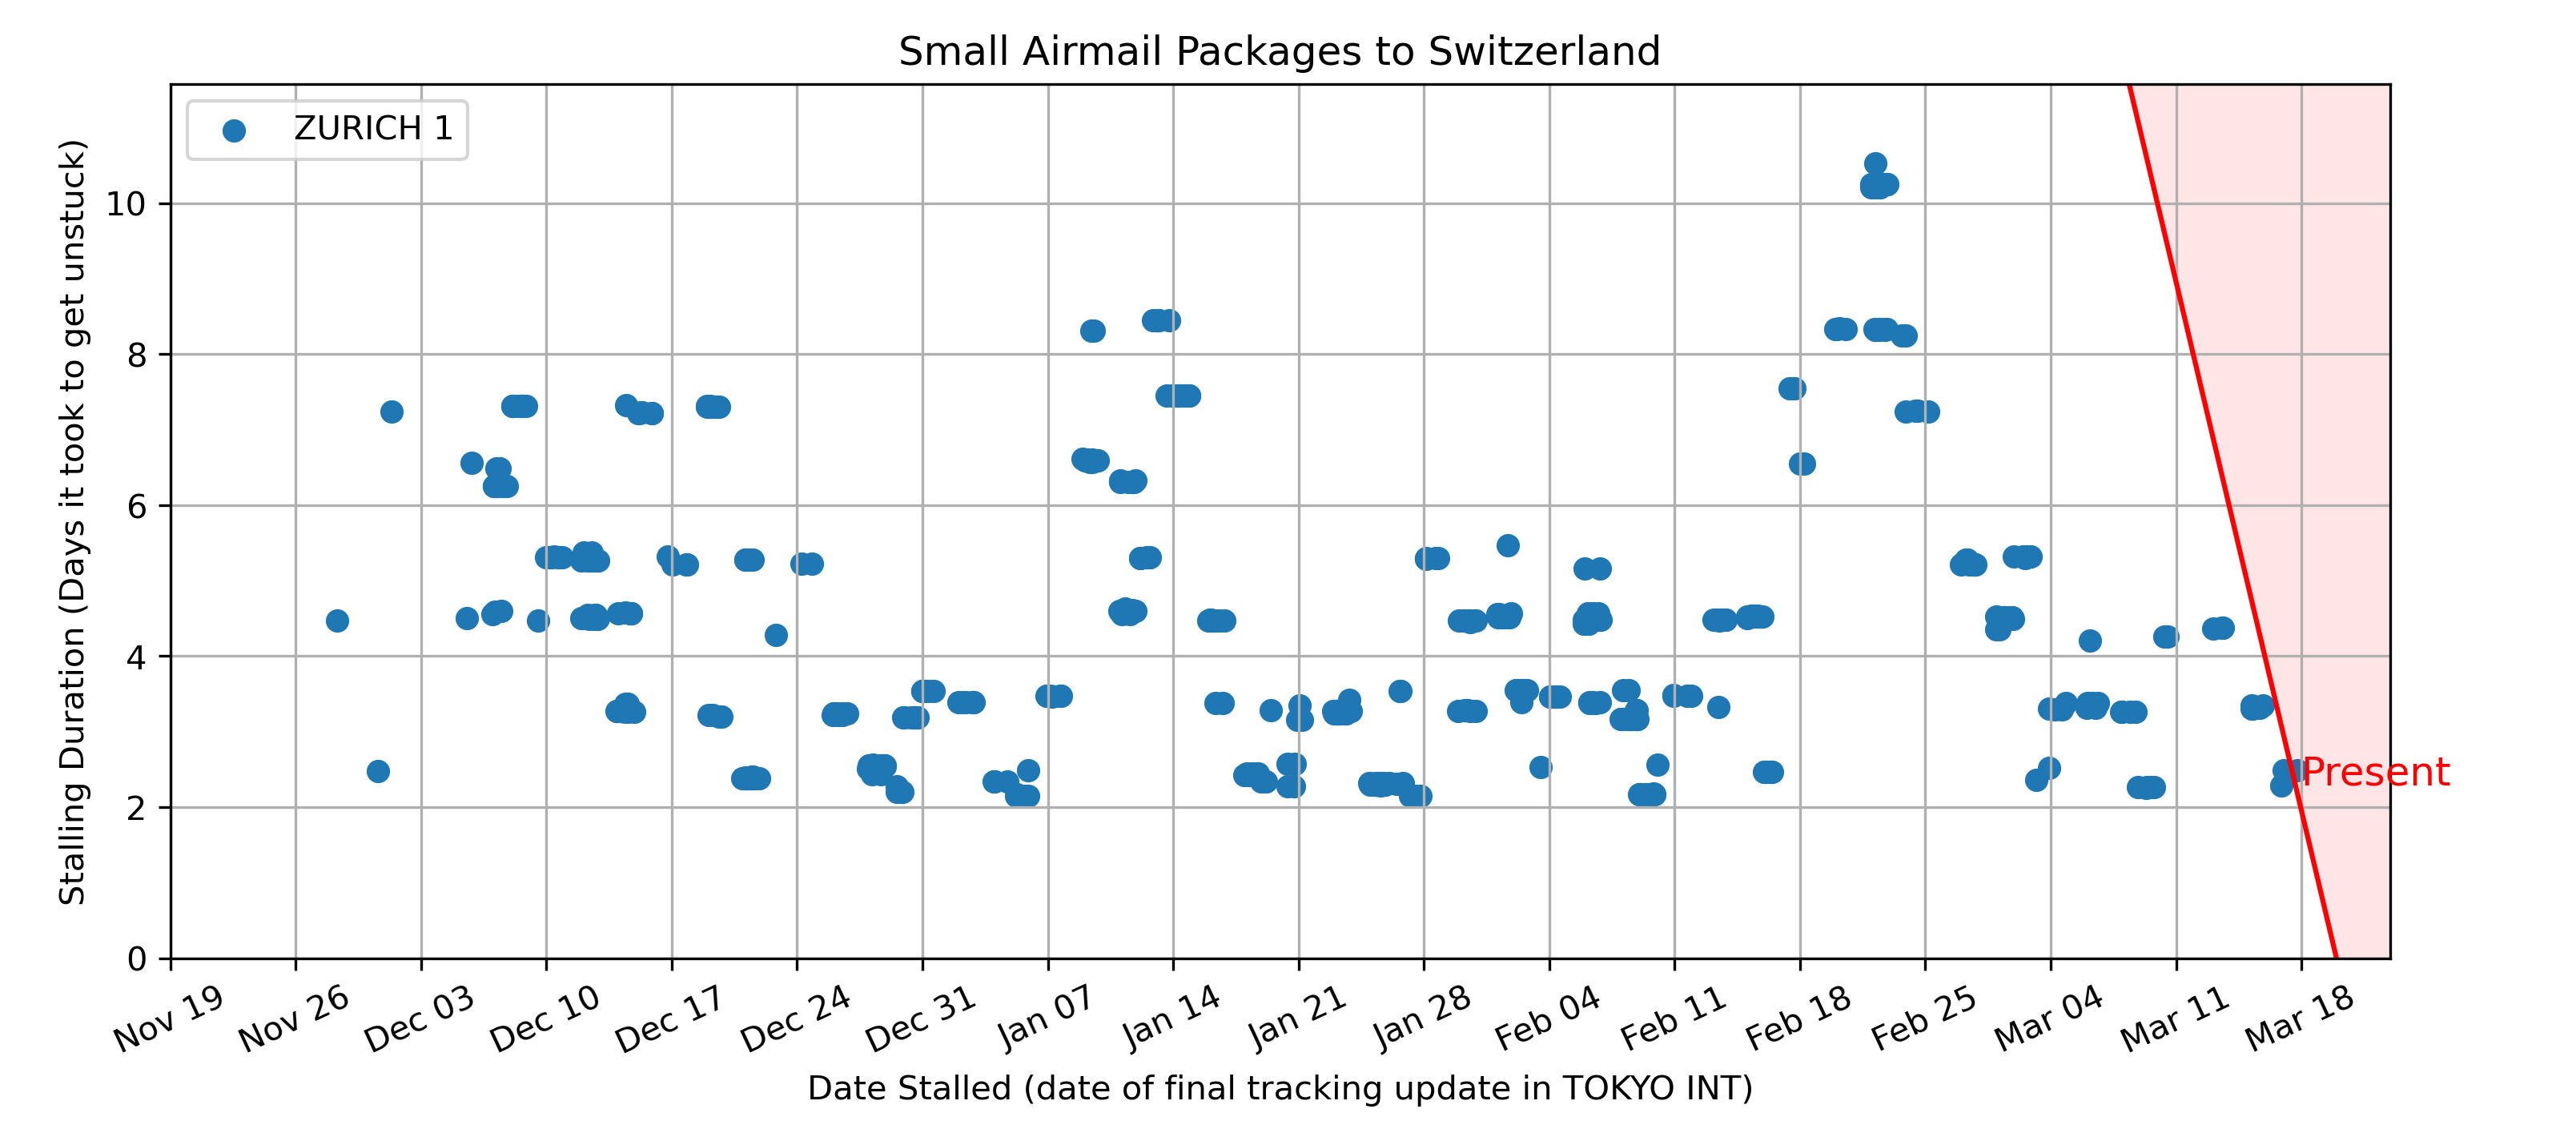 Small Airmail Packages to Switzerland
ZURICH 1
Stalling Duration (Days it took to get unstuck)
10
8
6
4
2
0
Present
Nov 19
Nov 26
Dec 03
Dec 10
Dec 17
Dec 24
Dec 31
Jan 07
Jan 14
Jan 21
Jan 28
Feb 04
Feb 11
Feb 18
Feb 25
Mar 04
Mar 11
Mar 18
Date Stalled (date of final tracking update in TOKYO INT)